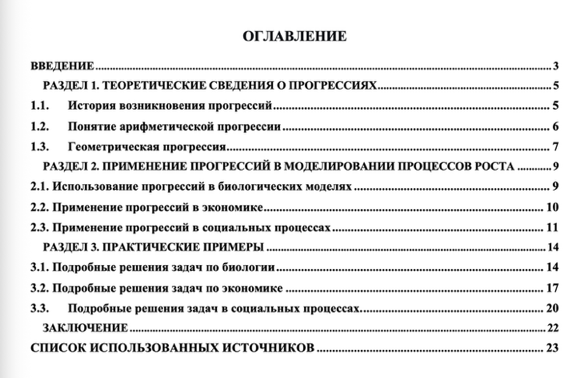 ОГЛАВЛЕНИЕ
ВВЕДЕНИЕ 3
РАЗДЕЛ 1. ТЕОРЕТИЧЕСКИЕ СВЕДЕНИЯ О ПРОГРЕССИЯХ 5
1.1. История возникновения прогрессий 5
1.2. Понятие арифметической прогрессии 6
1.3. Геометрическая прогрессия 7
РАЗДЕЛ 2. ПРИМЕНЕНИЕ ПРОГРЕССИЙ В МОДЕЛИРОВАНИИ ПРОЦЕССОВ РОСТА 9
2.1. Использование прогрессий в биологических моделях 9
2.2. Применение прогрессий в экономике 10
2.3. Применение прогрессий в социальных процессах 11
РАЗДЕЛ 3. ПРАКТИЧЕСКИЕ ПРИМЕРЫ 14
3.1. Подробные решения задач по биологии 14
3.2. Подробные решения задач по экономике 17
3.3. Подробные решения задач в социальных процессах. 20
ЗАКЛЮЧЕНИЕ 22
СПИСОК ИСПОЛЬЗОВАННЫХ ИСТОЧНИКОВ 23